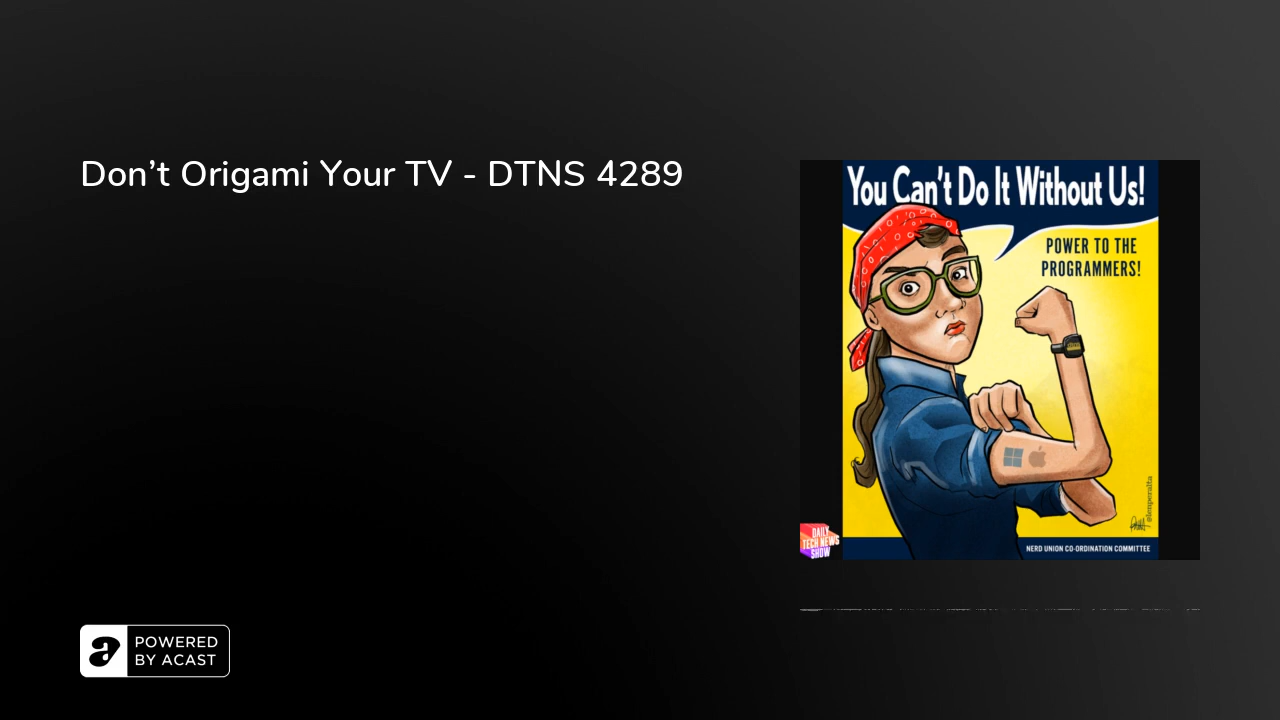 Don’t Origami Your TV - DTNS 4289
You Can't Do It Without Us!
POWER TO THE
PROGRAMMERS!
@lenperalta
DAILY
TECH NEWS
SHOW
NERD UNION CO-ORDINATION COMMITTEE
a POWERED
BY ACAST